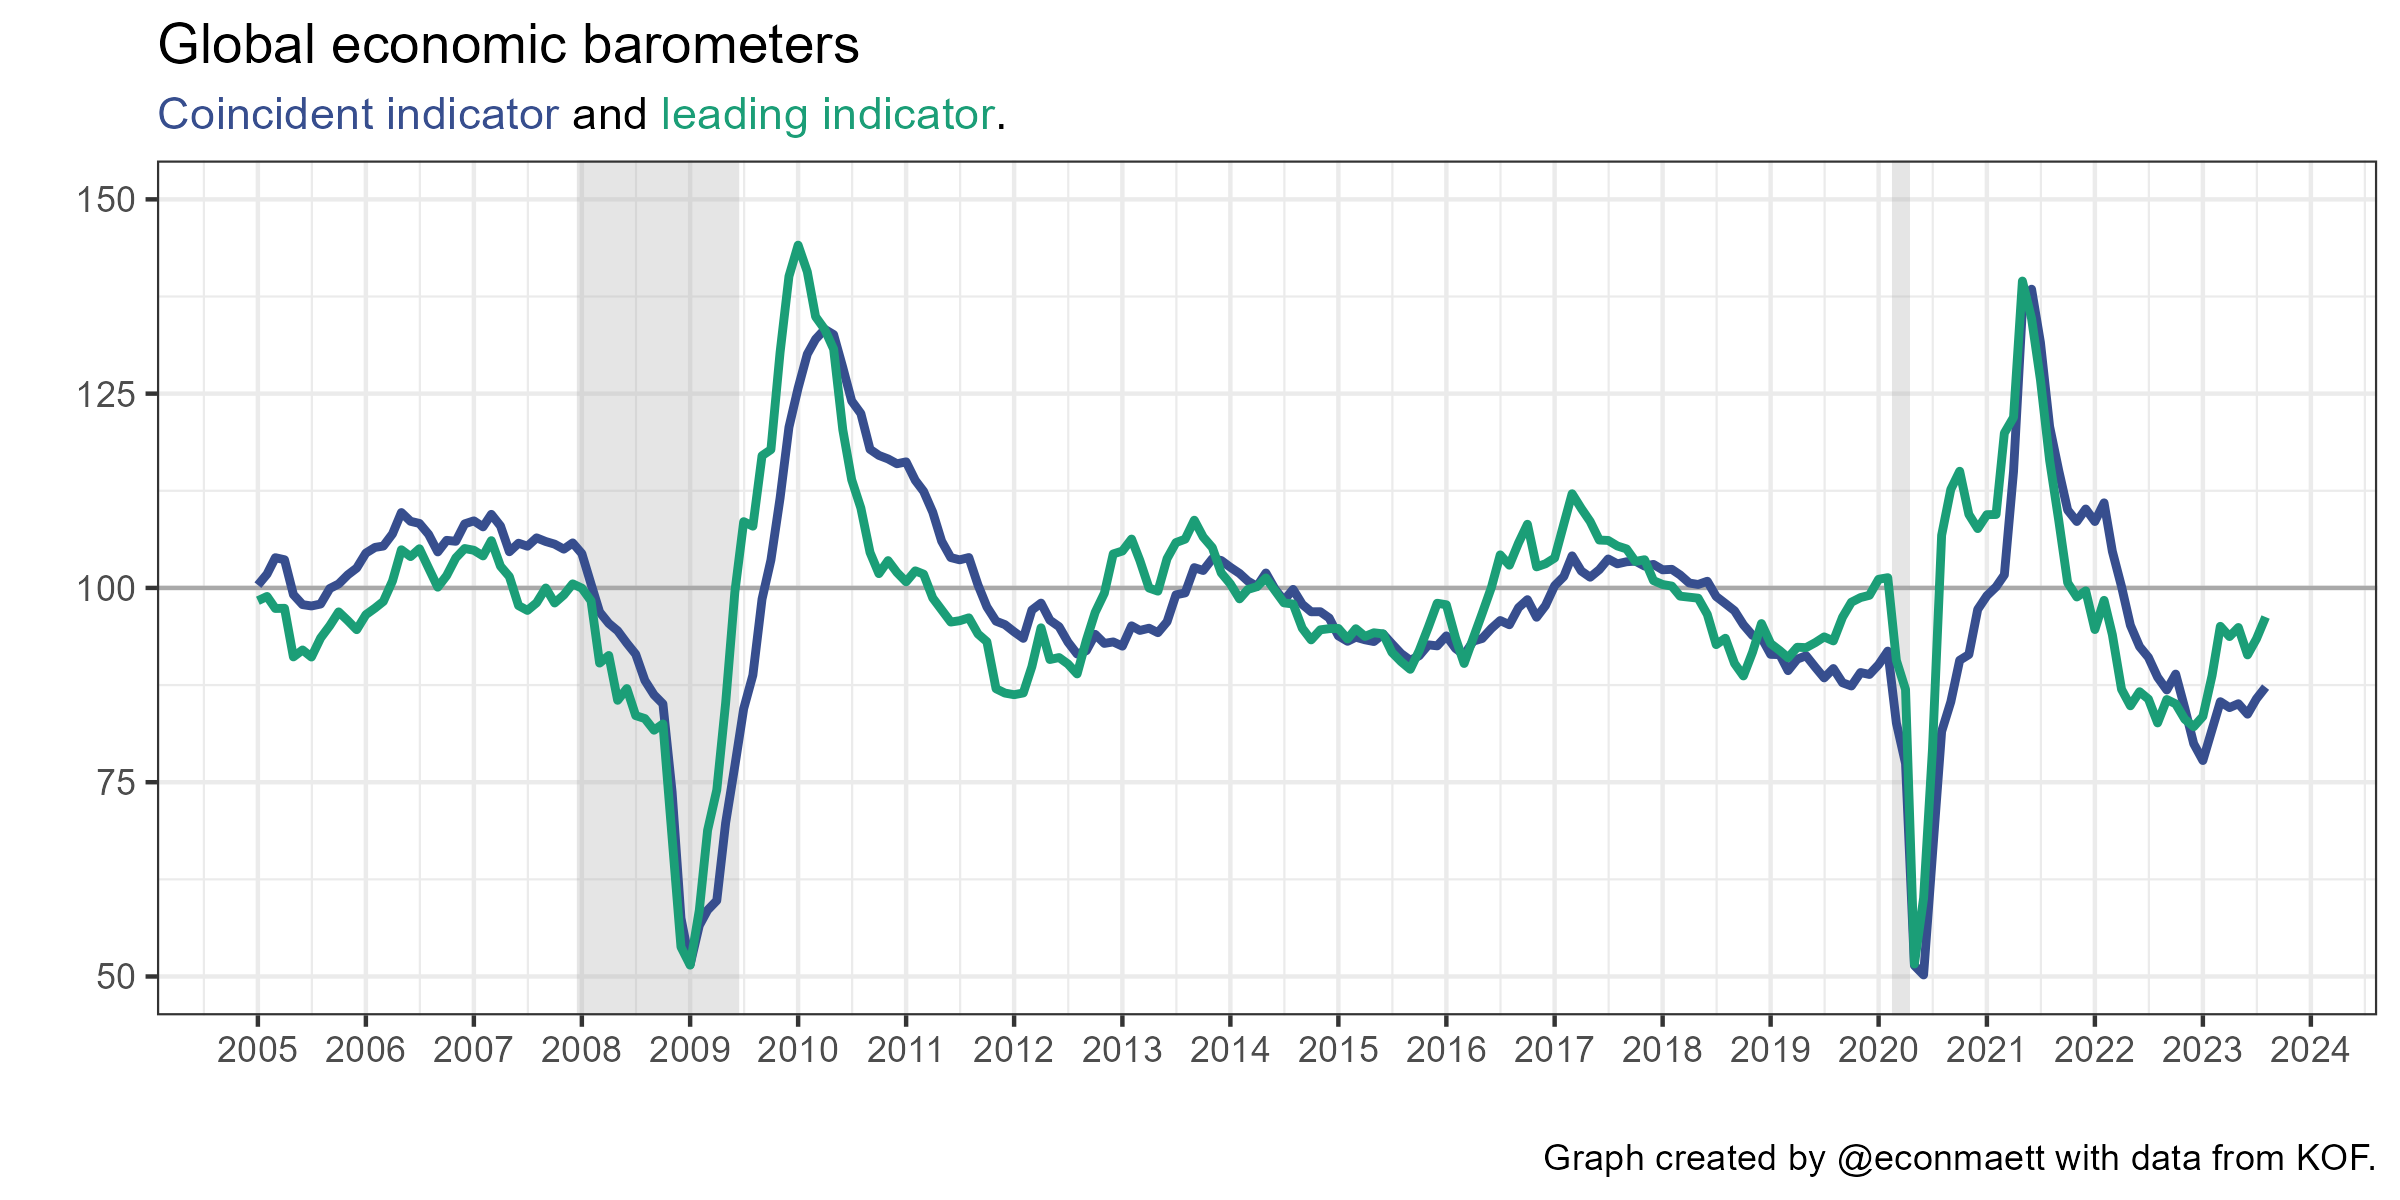 Global economic barometers
Coincident indicator and leading indicator.
150
125
100
75
50
2005 2006 2007 2008 2009 2010 2011 2012 2013 2014 2015 2016 2017 2018 2019 2020 2021 2022 2023 2024
Graph created by @econmaett with data from KOF.